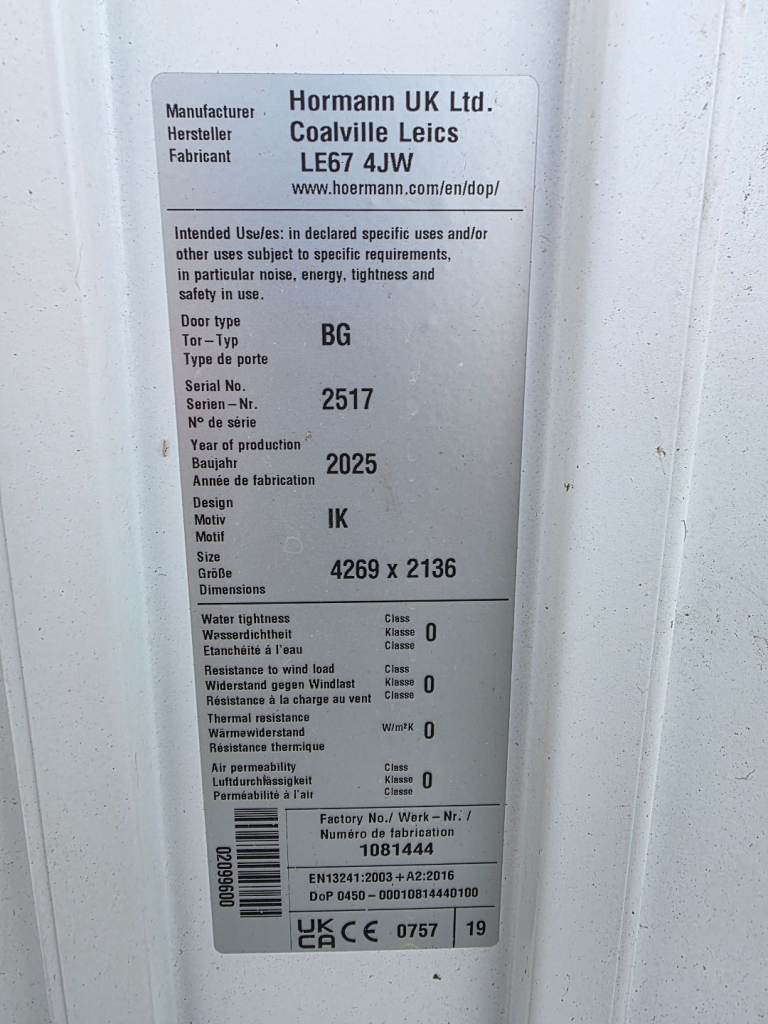 Manufacturer Hormann UK Ltd.
Hersteller Coalville Leics
Fabricant LE67 4JW
www.hoermann.com/en/dop/
Intended Use/es: in declared specific uses and/or
other uses subject to specific requirements,
in particular noise, energy, tightness and
safety in use.
Door type
Tor-Typ BG
Type de porte
Serial No.
Serien-Nr. 2517
N° de série
Year of production
Baujahr 2025
Année de fabrication
Design
Motiv IK
Motif
Size
Größe 4269 x 2136
Dimensions
Water tightness Class
Wasserdichtheit Klasse 0
Etanchéité á l'eau Classe
Resistance to wind load Class
Widerstand gegen Windlast Klasse 0
Résistance à la charge au vent Classe
Thermal resistance
Wärmewiderstand W/m²K 0
Résistance thermique
Air permeability Class
Luftdurchlässigkeit Klasse 0
Perméabilité à l'air Classe
02099600
Factory No./ Werk-Nr. /
Numéro de fabrication
1081444
EN13241:2003+A2:2016
DoP 0450-00010814440100
UK
CA CE 0757 19